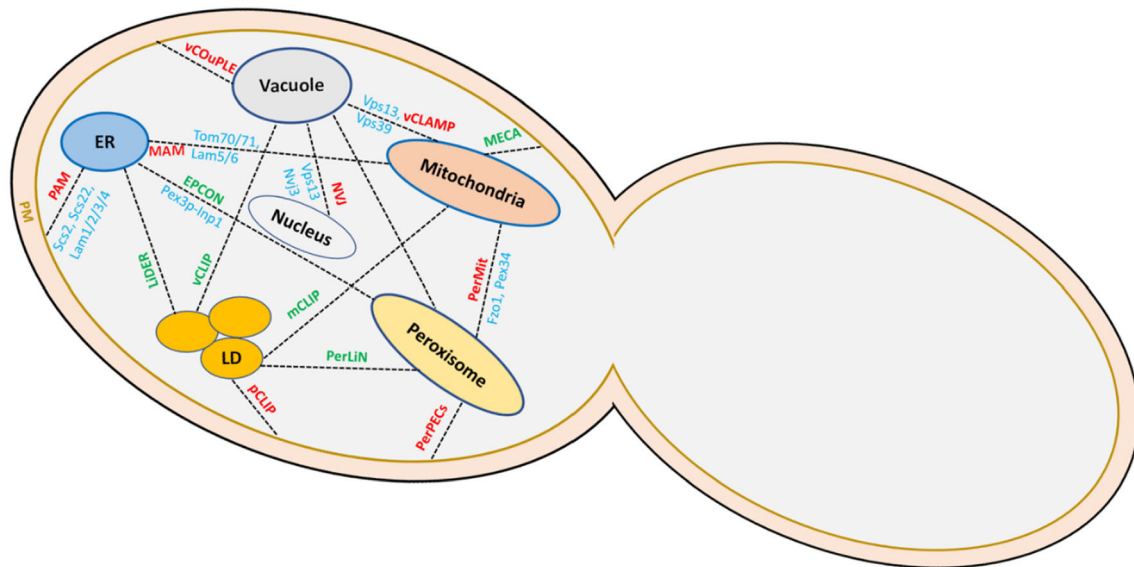 vCOuPLE
Vacuole
Vps13, vCLAMP
Vps39
MECA
ER
MAM
Tom70/71,
Lam5/6
Mitochondria
PAM
Scs2, Scs22,
Lam1/2/3/4
PM
EPCON
Pex3p-Inp1
Vps13
Nvj3
NVJ
Nucleus
LiDER
vCLIP
mCLIP
PerMit
Fzo1, Pex34
Peroxisome
LD
PerLiN
pCLIP
PerPECs